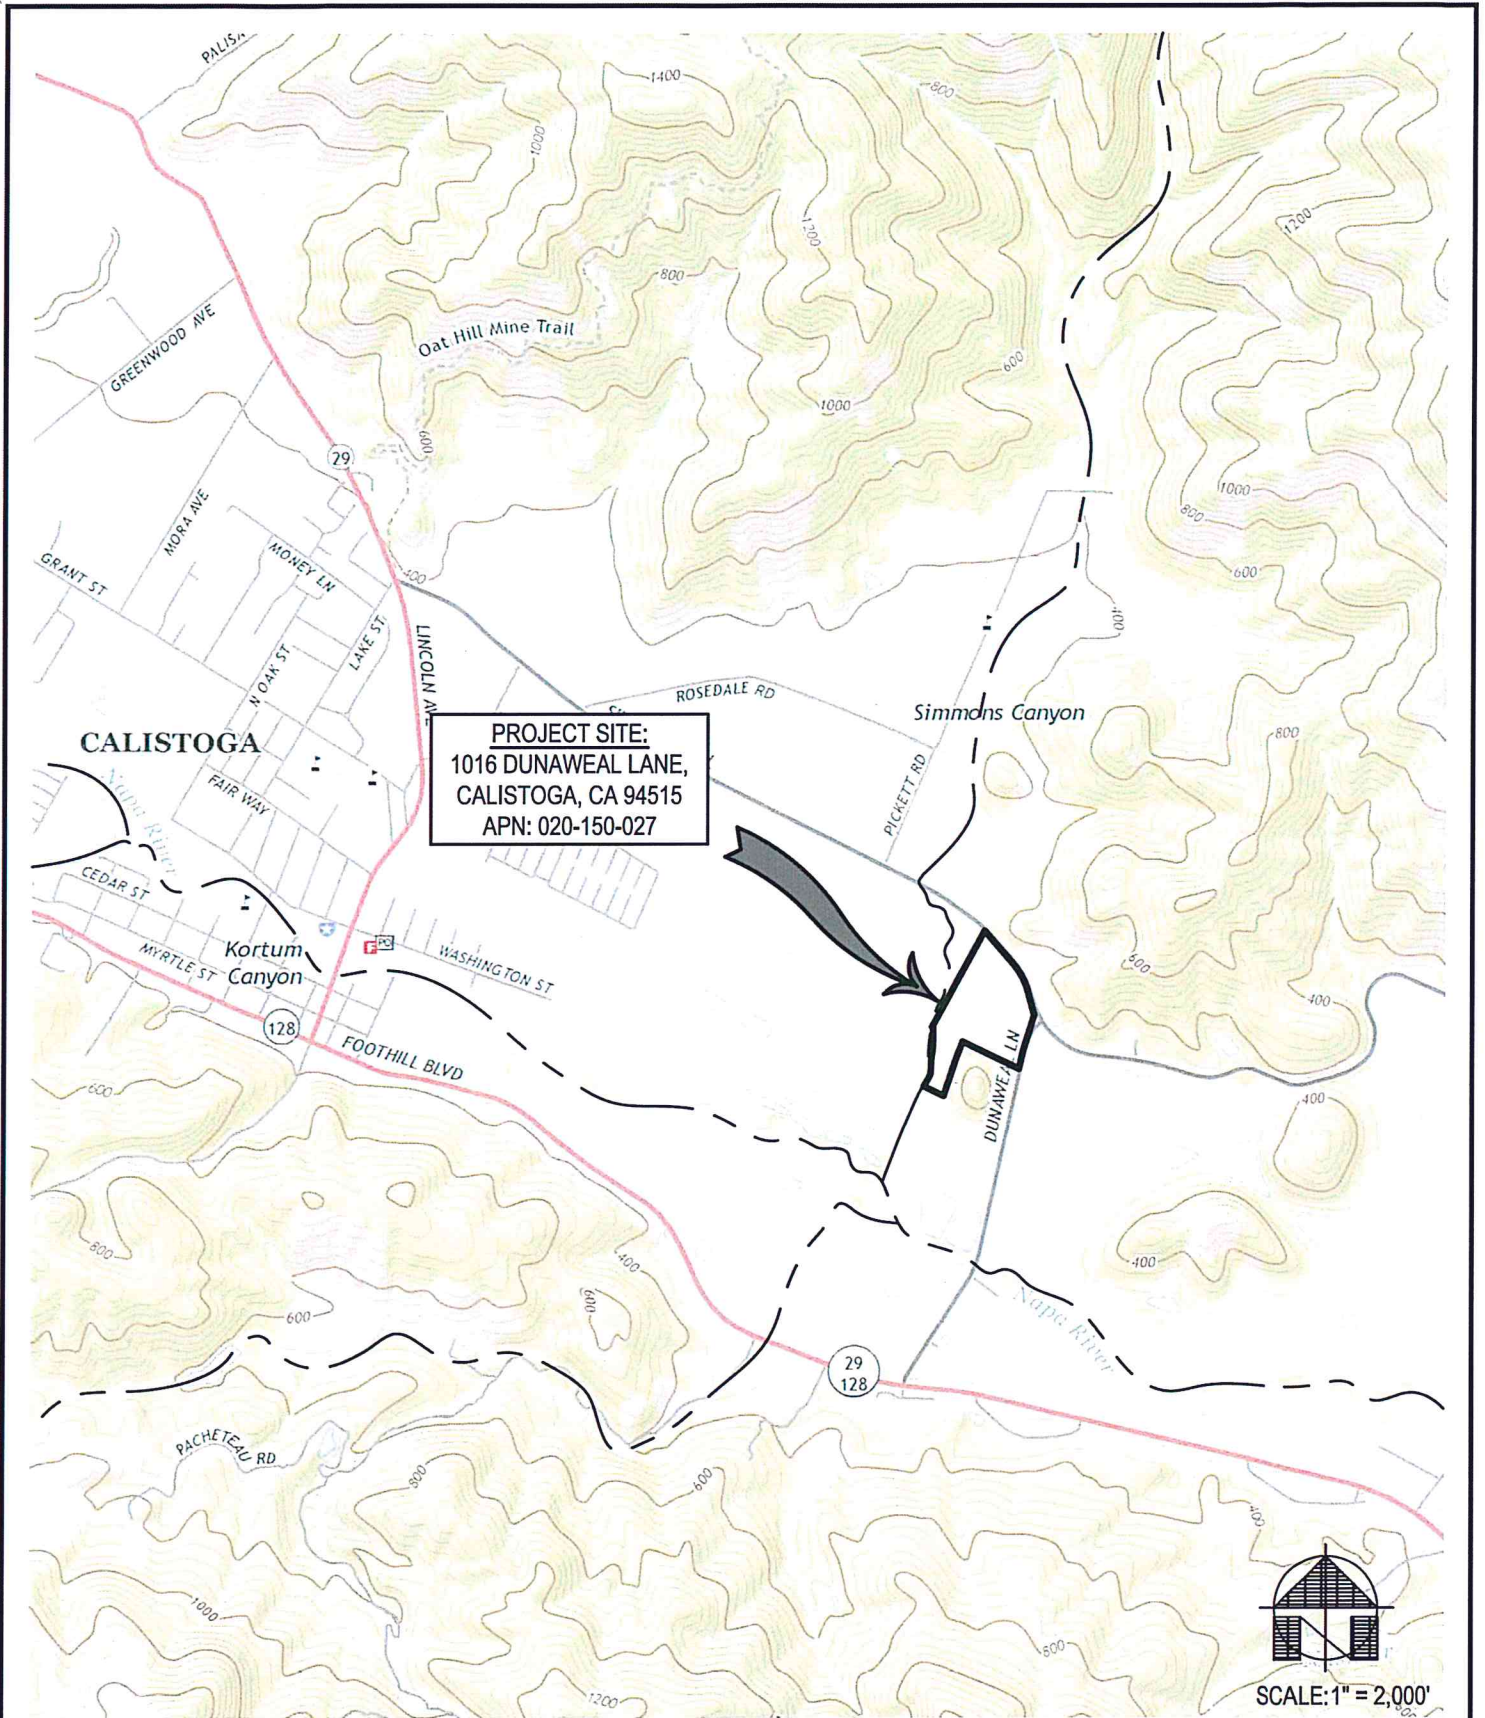 PALISA
1400
800
1000
1200
1200
800
GREENWOOD AVE
Oat Hill Mine Trail
600
1000
600
29
MORA AVE
1000
800
GRANT ST
MONEY LN
400
600
LAKE ST
400
N OAK ST
LINCOLN AVE
ROSEDALE RD
Simmons Canyon
800
CALISTOGA
PROJECT SITE:
1016 DUNAWEAL LANE,
CALISTOGA, CA 94515
APN: 020-150-027
Napa River
FAIR WAY
PICKETT RD
CEDAR ST
PO
F
Kortum
Canyon
MYRTLE ST
WASHINGTON ST
600
400
128
FOOTHILL BLVD
DUNAWEAL LN
600
400
800
400
400
600
600
Napa River
29
128
PACHETEAU RD
800
600
400
1000
800
1200
SCALE: 1" = 2,000'